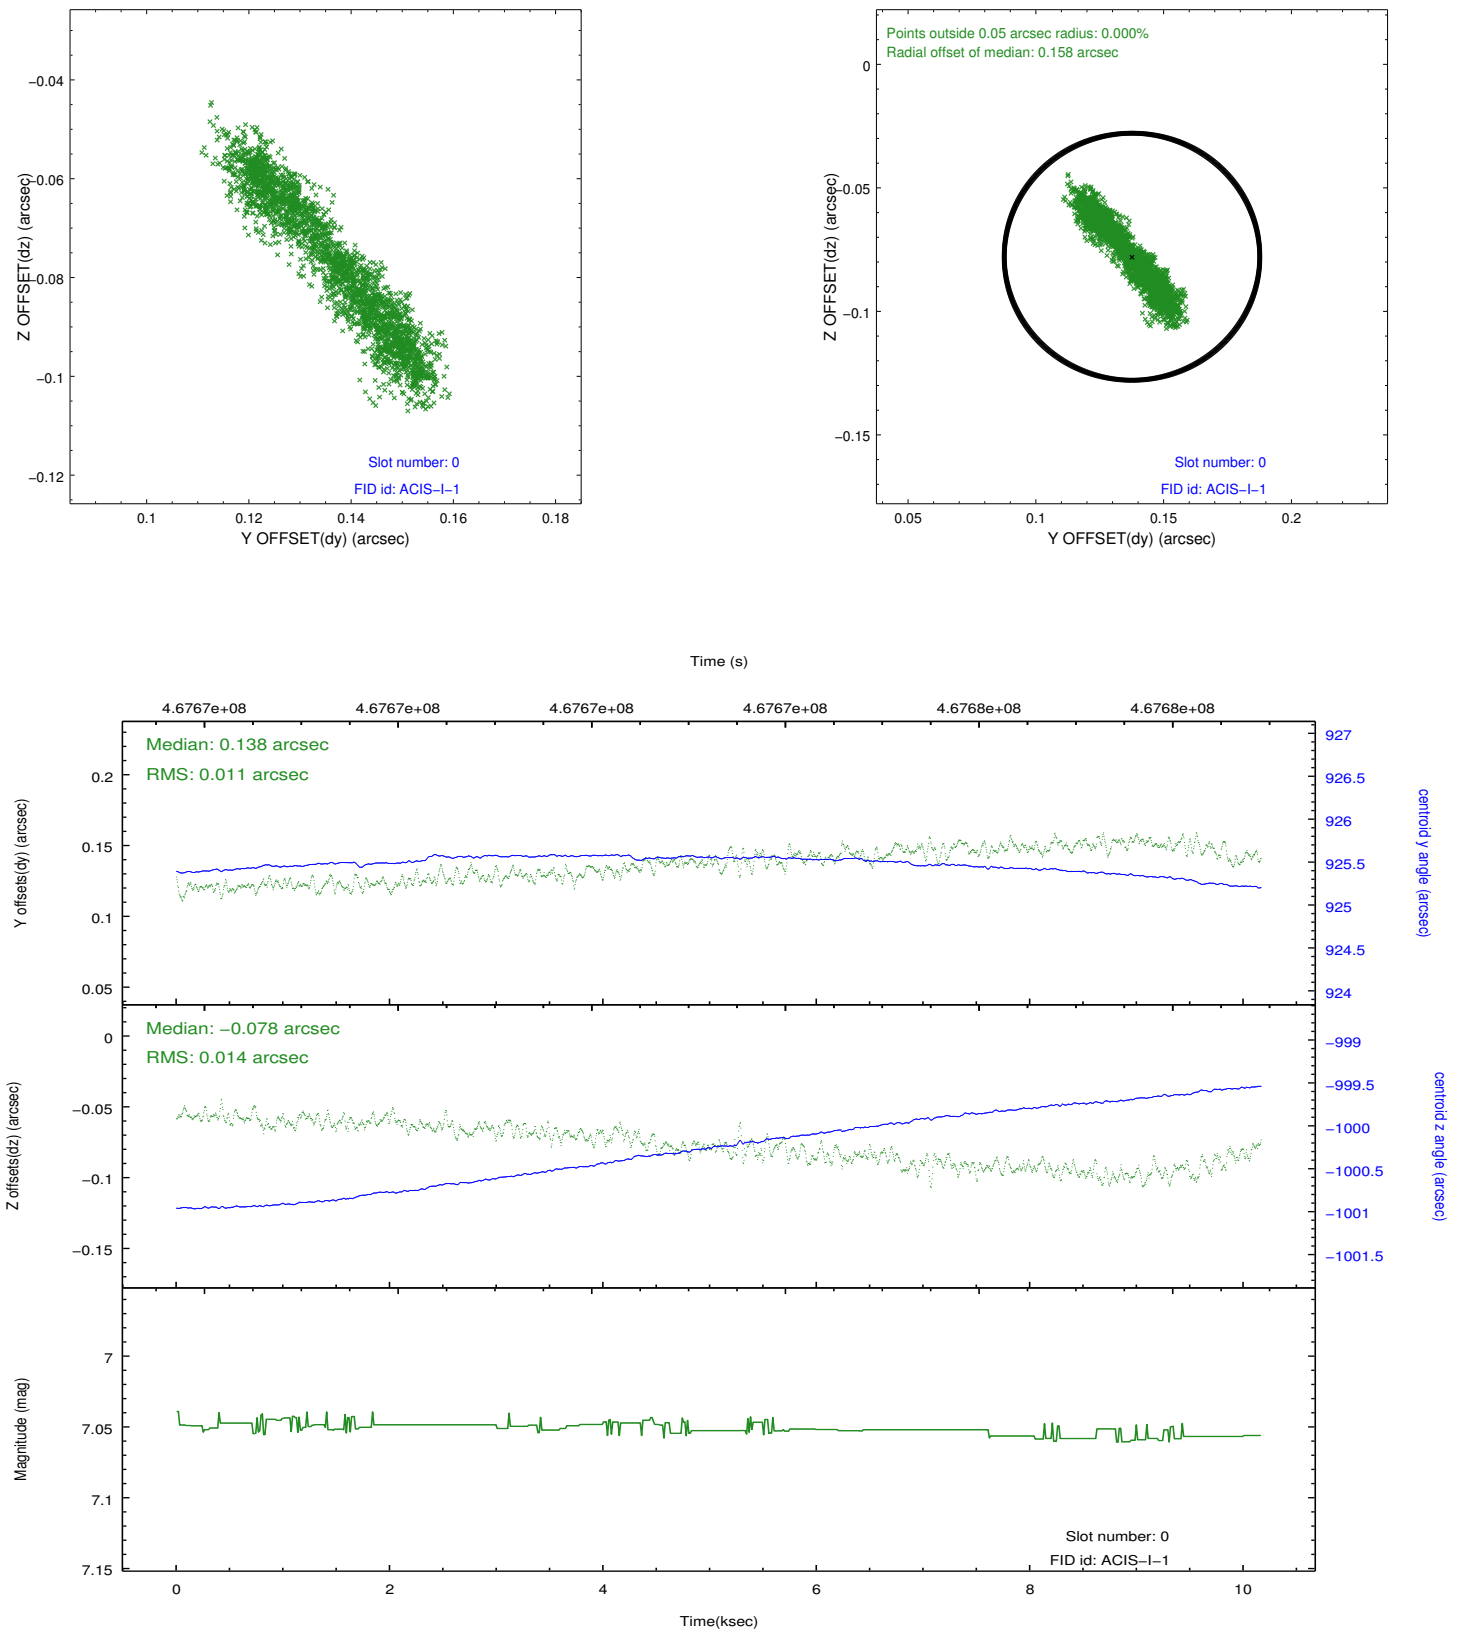 −0.04
−0.06
−0.08
−0.1
−0.12
Z OFFSET(dz) (arcsec)
Slot number: 0
FID id: ACIS−I−1
0.1 0.12 0.14 0.16 0.18
Y OFFSET(dy) (arcsec)
Points outside 0.05 arcsec radius: 0.000%
Radial offset of median: 0.158 arcsec
0
−0.05
−0.1
−0.15
Z OFFSET(dz) (arcsec)
Slot number: 0
FID id: ACIS−I−1
0.05 0.1 0.15 0.2
Y OFFSET(dy) (arcsec)
Time (s)
4.6767e+08 4.6767e+08 4.6767e+08 4.6767e+08 4.6768e+08 4.6768e+08
Median: 0.138 arcsec
RMS: 0.011 arcsec
0.2
0.15
0.1
0.05
Y offsets(dy) (arcsec)
927
926.5
926
925.5
925
924.5
924
centroid y angle (arcsec)
Median: −0.078 arcsec
RMS: 0.014 arcsec
0
−0.05
−0.1
−0.15
Z offsets(dz) (arcsec)
−999
−999.5
−1000
−1000.5
−1001
−1001.5
centroid z angle (arcsec)
7
7.05
7.1
7.15
Magnitude (mag)
Slot number: 0
FID id: ACIS−I−1
0 2 4 6 8 10
Time(ksec)